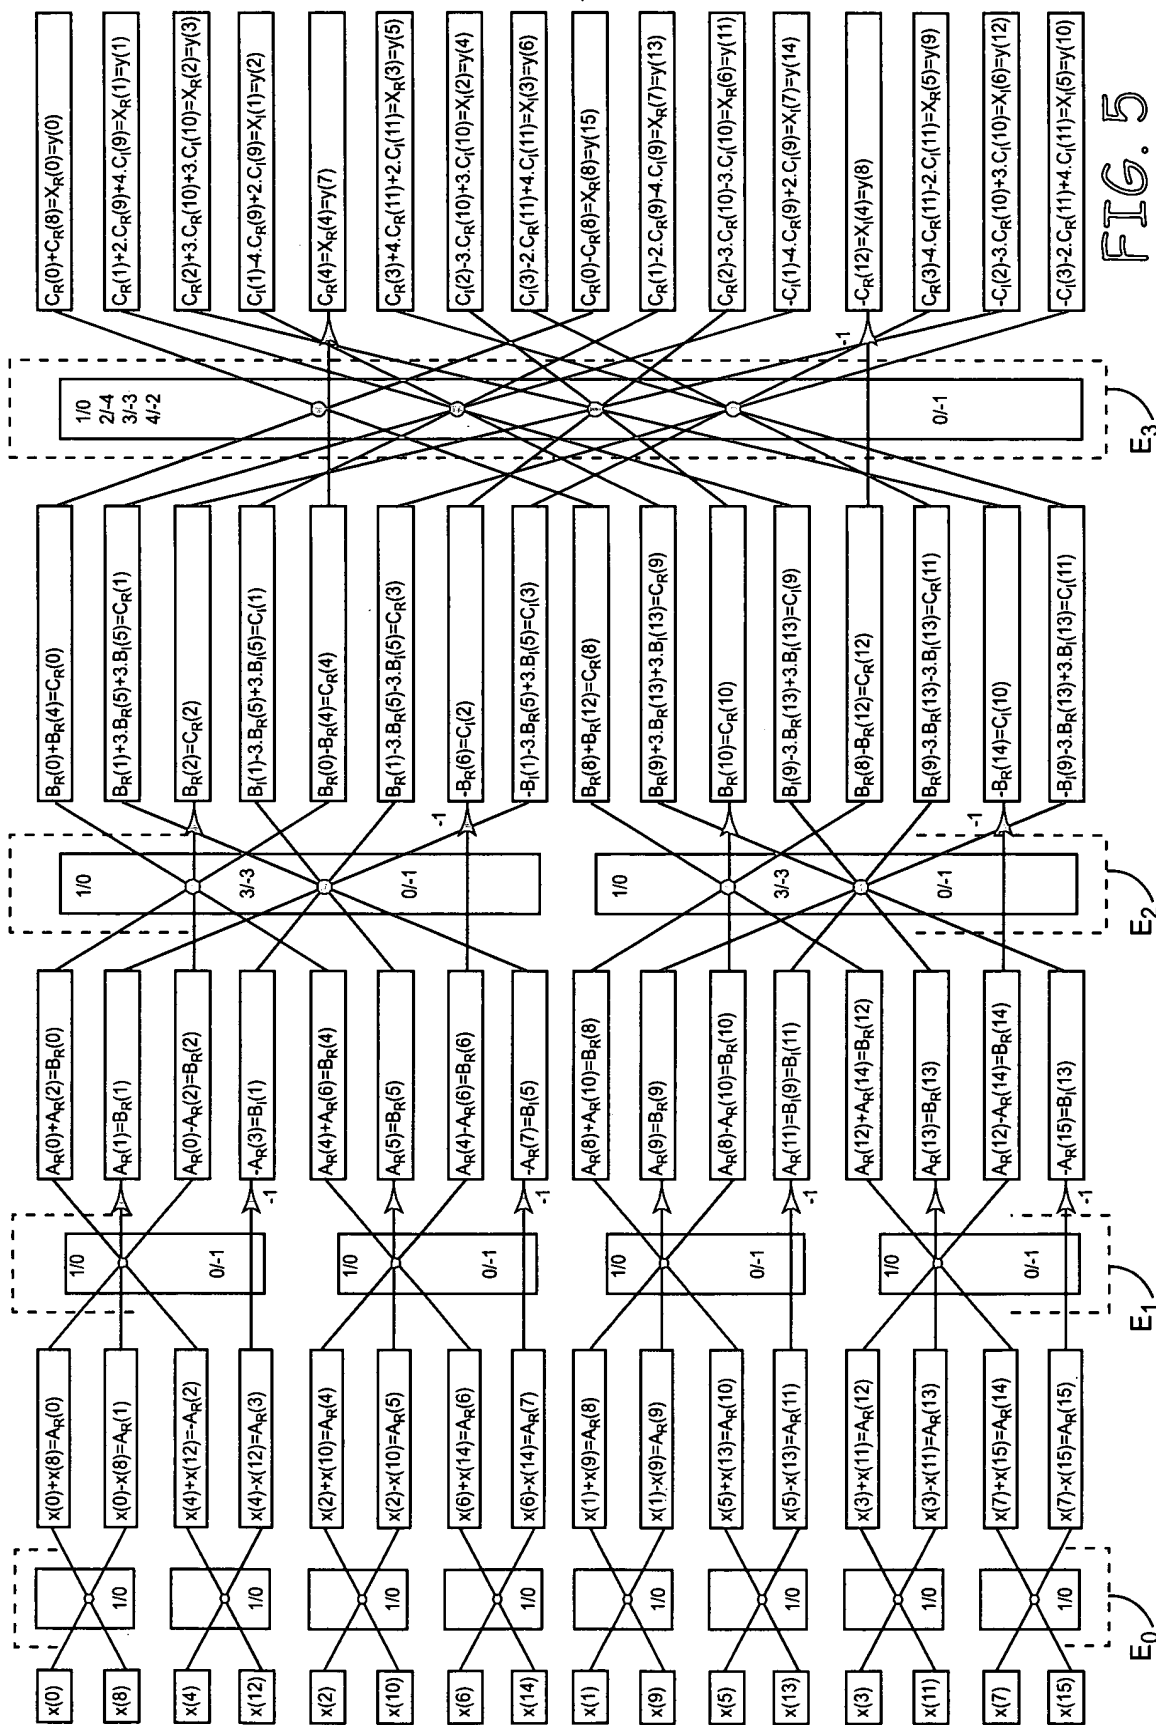 x(0)
x(8)
x(4)
x(12)
x(2)
x(10)
x(6)
x(14)
x(1)
x(9)
x(5)
x(13)
x(3)
x(11)
x(7)
x(15)
1/0
1/0
1/0
1/0
1/0
1/0
1/0
1/0
E0
x(0)+x(8)=AR(0)
x(0)-x(8)=AR(1)
x(4)+x(12)=-AR(2)
x(4)-x(12)=AR(3)
x(2)+x(10)=AR(4)
x(2)-x(10)=AR(5)
x(6)+x(14)=AR(6)
x(6)-x(14)=AR(7)
x(1)+x(9)=AR(8)
x(1)-x(9)=AR(9)
x(5)+x(13)=AR(10)
x(5)-x(13)=AR(11)
x(3)+x(11)=AR(12)
x(3)-x(11)=AR(13)
x(7)+x(15)=AR(14)
x(7)-x(15)=AR(15)
1/0
0/-1
1/0
0/-1
1/0
0/-1
1/0
0/-1
-1
-1
-1
-1
E1
AR(0)+AR(2)=BR(0)
AR(1)=BR(1)
AR(0)-AR(2)=BR(2)
-AR(3)=BI(1)
AR(4)+AR(6)=BR(4)
AR(5)=BR(5)
AR(4)-AR(6)=BR(6)
-AR(7)=BI(5)
AR(8)+AR(10)=BR(8)
AR(9)=BR(9)
AR(8)-AR(10)=BR(10)
AR(11)=BI(9)=BI(11)
AR(12)+AR(14)=BR(12)
AR(13)=BR(13)
AR(12)-AR(14)=BR(14)
-AR(15)=BI(13)
1/0
3/-3
0/-1
1/0
3/-3
0/-1
-1
-1
E2
BR(0)+BR(4)=CR(0)
BR(1)+3.BR(5)+3.BI(5)=CR(1)
BR(2)=CR(2)
BI(1)-3.BR(5)+3.BI(5)=CI(1)
BR(0)-BR(4)=CR(4)
BR(1)-3.BR(5)-3.BI(5)=CR(3)
-BR(6)=CI(2)
-BI(1)-3.BR(5)+3.BI(5)=CI(3)
BR(8)+BR(12)=CR(8)
BR(9)+3.BR(13)+3.BI(13)=CR(9)
BR(10)=CR(10)
BI(9)-3.BR(13)+3.BI(13)=CI(9)
BR(8)-BR(12)=CR(12)
BR(9)-3.BR(13)-3.BI(13)=CR(11)
-BR(14)=CI(10)
-BI(9)-3.BR(13)+3.BI(13)=CI(11)
1/0
2/-4
3/-3
4/-2
0/-1
-1
E3
CR(0)+CR(8)=XR(0)=y(0)
CR(1)+2.CR(9)+4.CI(9)=XR(1)=y(1)
CR(2)+3.CR(10)+3.CI(10)=XR(2)=y(3)
CI(1)-4.CR(9)+2.CI(9)=XI(1)=y(2)
CR(4)=XR(4)=y(7)
CR(3)+4.CR(11)+2.CI(11)=XR(3)=y(5)
CI(2)-3.CR(10)+3.CI(10)=XI(2)=y(4)
CI(3)-2.CR(11)+4.CI(11)=XI(3)=y(6)
CR(0)-CR(8)=XR(8)=y(15)
CR(1)-2.CR(9)-4.CI(9)=XR(7)=y(13)
CR(2)-3.CR(10)-3.CI(10)=XR(6)=y(11)
-CI(1)-4.CR(9)+2.CI(9)=XI(7)=y(14)
-CR(12)=XI(4)=y(8)
CR(3)-4.CR(11)-2.CI(11)=XR(5)=y(9)
-CI(2)-3.CR(10)+3.CI(10)=XI(6)=y(12)
-CI(3)-2.CR(11)+4.CI(11)=XI(5)=y(10)
FIG. 5